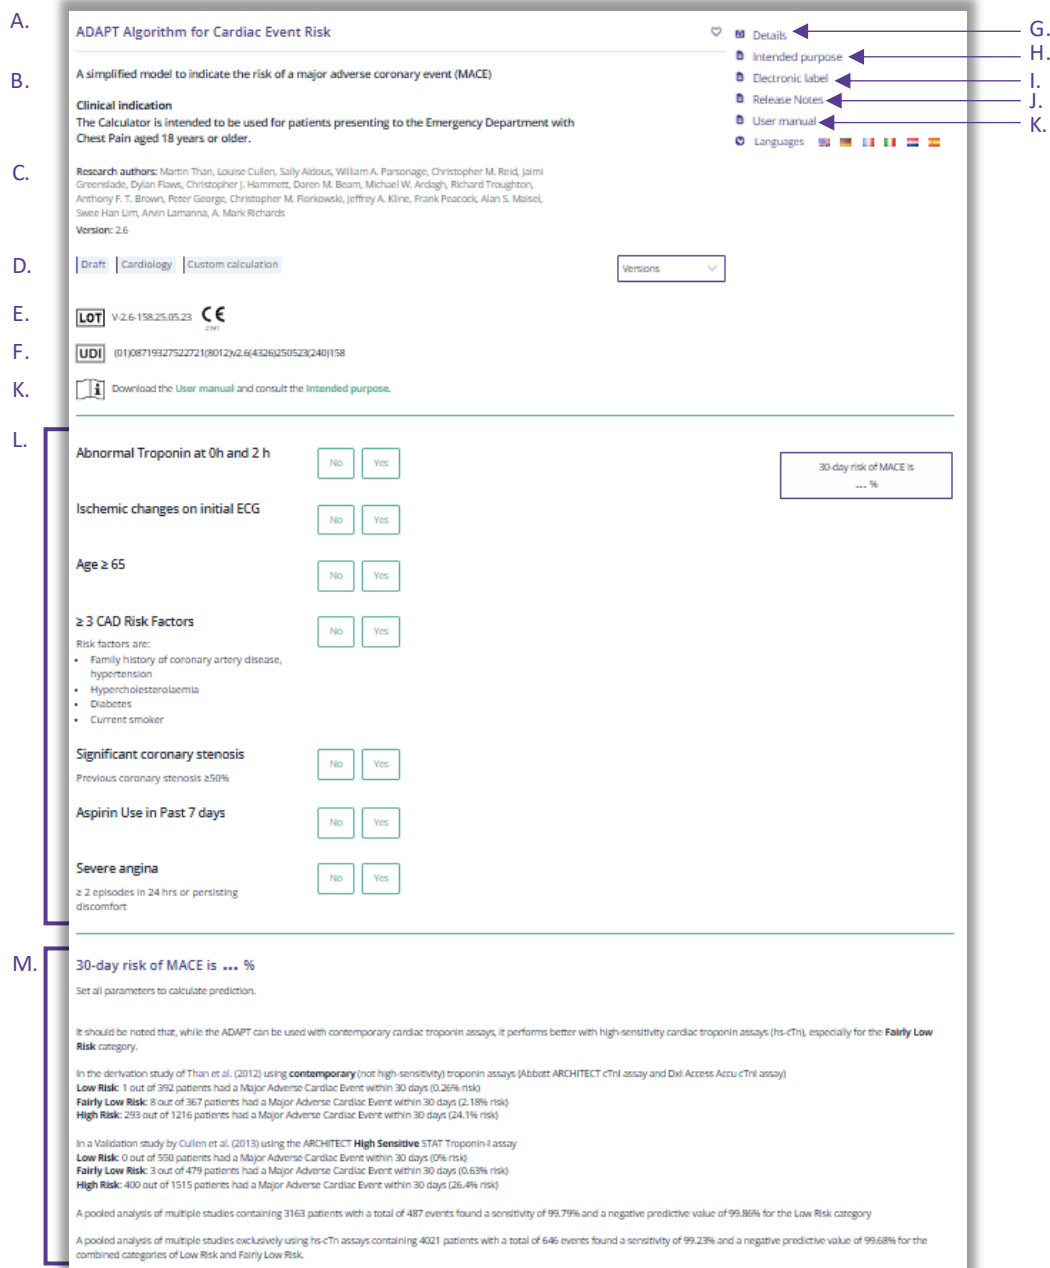 A.
ADAPT Algorithm for Cardiac Event Risk
Details
G.
Intended purpose
H.
B.
A simplified model to indicate the risk of a major adverse coronary event (MACE)
Electronic label
I.
Release Notes
J.
Clinical indication
The Calculator is intended to be used for patients presenting to the Emergency Department with
Chest Pain aged 18 years or older.
User manual
K.
Languages
C.
Research authors: Martin Than, Louise Cullen, Sally Aldous, William A. Parsonage, Christopher M. Reid, Jaimi
Greenslade, Dylan Flaws, Christopher J. Hammett, Daren M. Beam, Michael W. Ardagh, Richard Troughton,
Anthony F. T. Brown, Peter George, Christopher M. Florkowski, Jeffrey A. Kline, Frank Peacock, Alan S. Maisel,
Swee Han Lim, Arvin Lamanna, A. Mark Richards
Version: 2.6
D.
Draft Cardiology Custom calculation
Versions
E.
LOT V-2.6-158.25.05.23 CE
2797
F.
UDI (01)08719327522721(8012)v2.6(4326)250523(240)158
K.
i Download the User manual and consult the Intended purpose.
L.
Abnormal Troponin at 0h and 2 h
No Yes
30-day risk of MACE is
... %
Ischemic changes on initial ECG
No Yes
Age ≥ 65
No Yes
≥ 3 CAD Risk Factors
No Yes
Risk factors are:
▪ Family history of coronary artery disease,
hypertension
▪ Hypercholesterolaemia
▪ Diabetes
▪ Current smoker
Significant coronary stenosis
No Yes
Previous coronary stenosis ≥50%
Aspirin Use in Past 7 days
No Yes
Severe angina
No Yes
≥ 2 episodes in 24 hrs or persisting
discomfort
M.
30-day risk of MACE is ... %
Set all parameters to calculate prediction.
It should be noted that, while the ADAPT can be used with contemporary cardiac troponin assays, it performs better with high-sensitivity cardiac troponin assays (hs-cTn), especially for the Fairly Low
Risk category.
In the derivation study of Than et al. (2012) using contemporary (not high-sensitivity) troponin assays (Abbott ARCHITECT cTnI assay and DxI Access Accu cTnI assay)
Low Risk: 1 out of 392 patients had a Major Adverse Cardiac Event within 30 days (0.26% risk)
Fairly Low Risk: 8 out of 367 patients had a Major Adverse Cardiac Event within 30 days (2.18% risk)
High Risk: 293 out of 1216 patients had a Major Adverse Cardiac Event within 30 days (24.1% risk)
In a Validation study by Cullen et al. (2013) using the ARCHITECT High Sensitive STAT Troponin-I assay
Low Risk: 0 out of 550 patients had a Major Adverse Cardiac Event within 30 days (0% risk)
Fairly Low Risk: 3 out of 479 patients had a Major Adverse Cardiac Event within 30 days (0.63% risk)
High Risk: 400 out of 1515 patients had a Major Adverse Cardiac Event within 30 days (26.4% risk)
A pooled analysis of multiple studies containing 3163 patients with a total of 487 events found a sensitivity of 99.79% and a negative predictive value of 99.86% for the Low Risk category
A pooled analysis of multiple studies exclusively using hs-cTn assays containing 4021 patients with a total of 646 events found a sensitivity of 99.23% and a negative predictive value of 99.68% for the
combined categories of Low Risk and Fairly Low Risk.